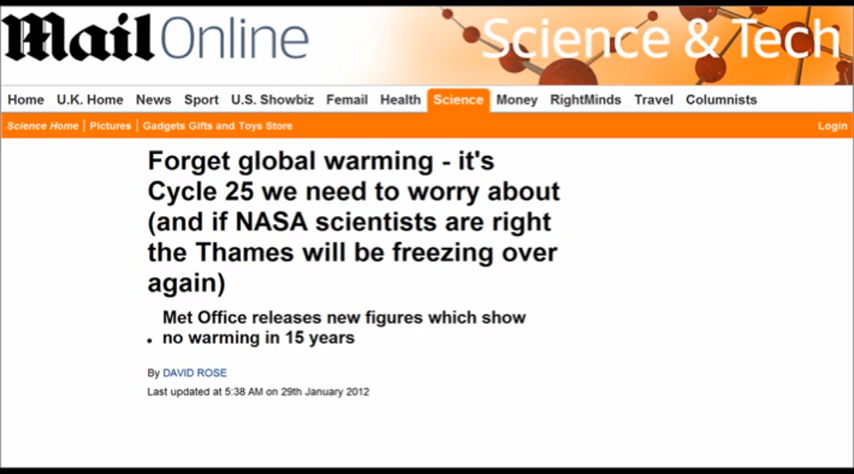 Mail Online Science & Tech
Home U.K. Home News Sport U.S. Showbiz Femail Health Science Money RightMinds Travel Columnists
Science Home | Pictures | Gadgets Gifts and Toys Store Login
Forget global warming - it's
Cycle 25 we need to worry about
(and if NASA scientists are right
the Thames will be freezing over
again)
Met Office releases new figures which show
• no warming in 15 years
By DAVID ROSE
Last updated at 5:38 AM on 29th January 2012